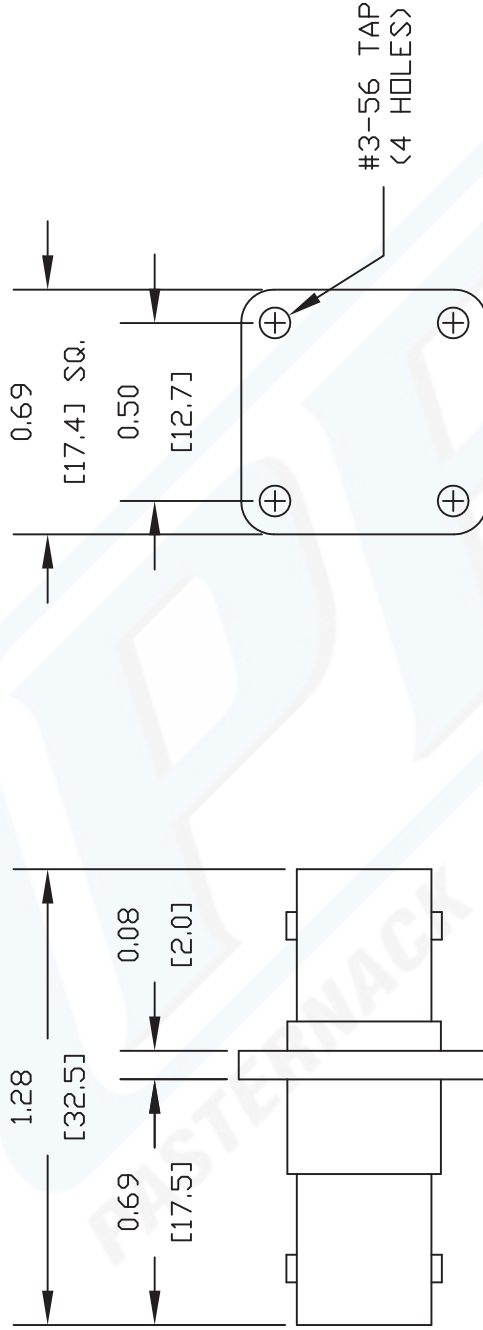 1.28
[32.5]
0.69
[17.5]
0.08
[2.0]
0.69
[17.4] SQ.
0.50
[12.7]
#3-56 TAP
(4 HOLES)
PASTERNACK